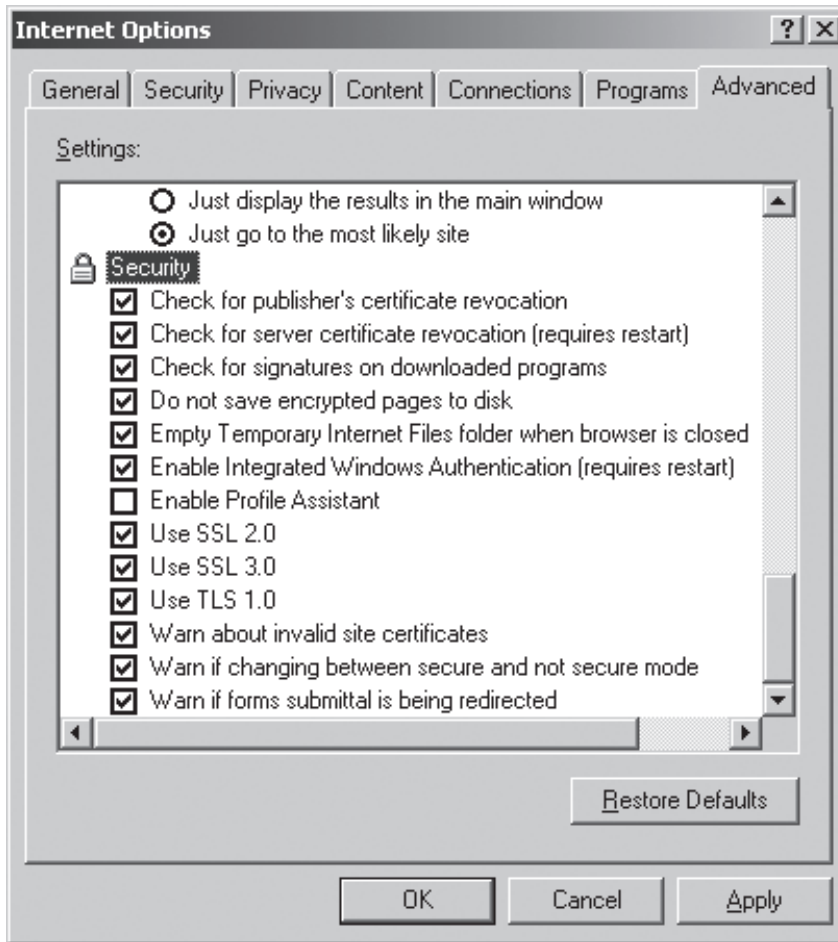 Internet Options
General Security Privacy Content Connections Programs Advanced
Settings:
Just display the results in the main window
Just go to the most likely site
Security
Check for publisher's certificate revocation
Check for server certificate revocation (requires restart)
Check for signatures on downloaded programs
Do not save encrypted pages to disk
Empty Temporary Internet Files folder when browser is closed
Enable Integrated Windows Authentication (requires restart)
Enable Profile Assistant
Use SSL 2.0
Use SSL 3.0
Use TLS 1.0
Warn about invalid site certificates
Warn if changing between secure and not secure mode
Warn if forms submittal is being redirected
Restore Defaults
OK Cancel Apply